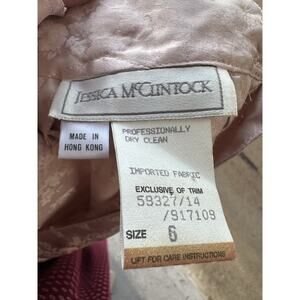 JESSICA MCCLINTOCK
MADE IN
HONG KONG
PROFESSIONALLY
DRY CLEAN
IMPORTED FABRIC
EXCLUSIVE OF TRIM
59327/14
/917109
SIZE 6
LIFT FOR CARE INSTRUCTIONS